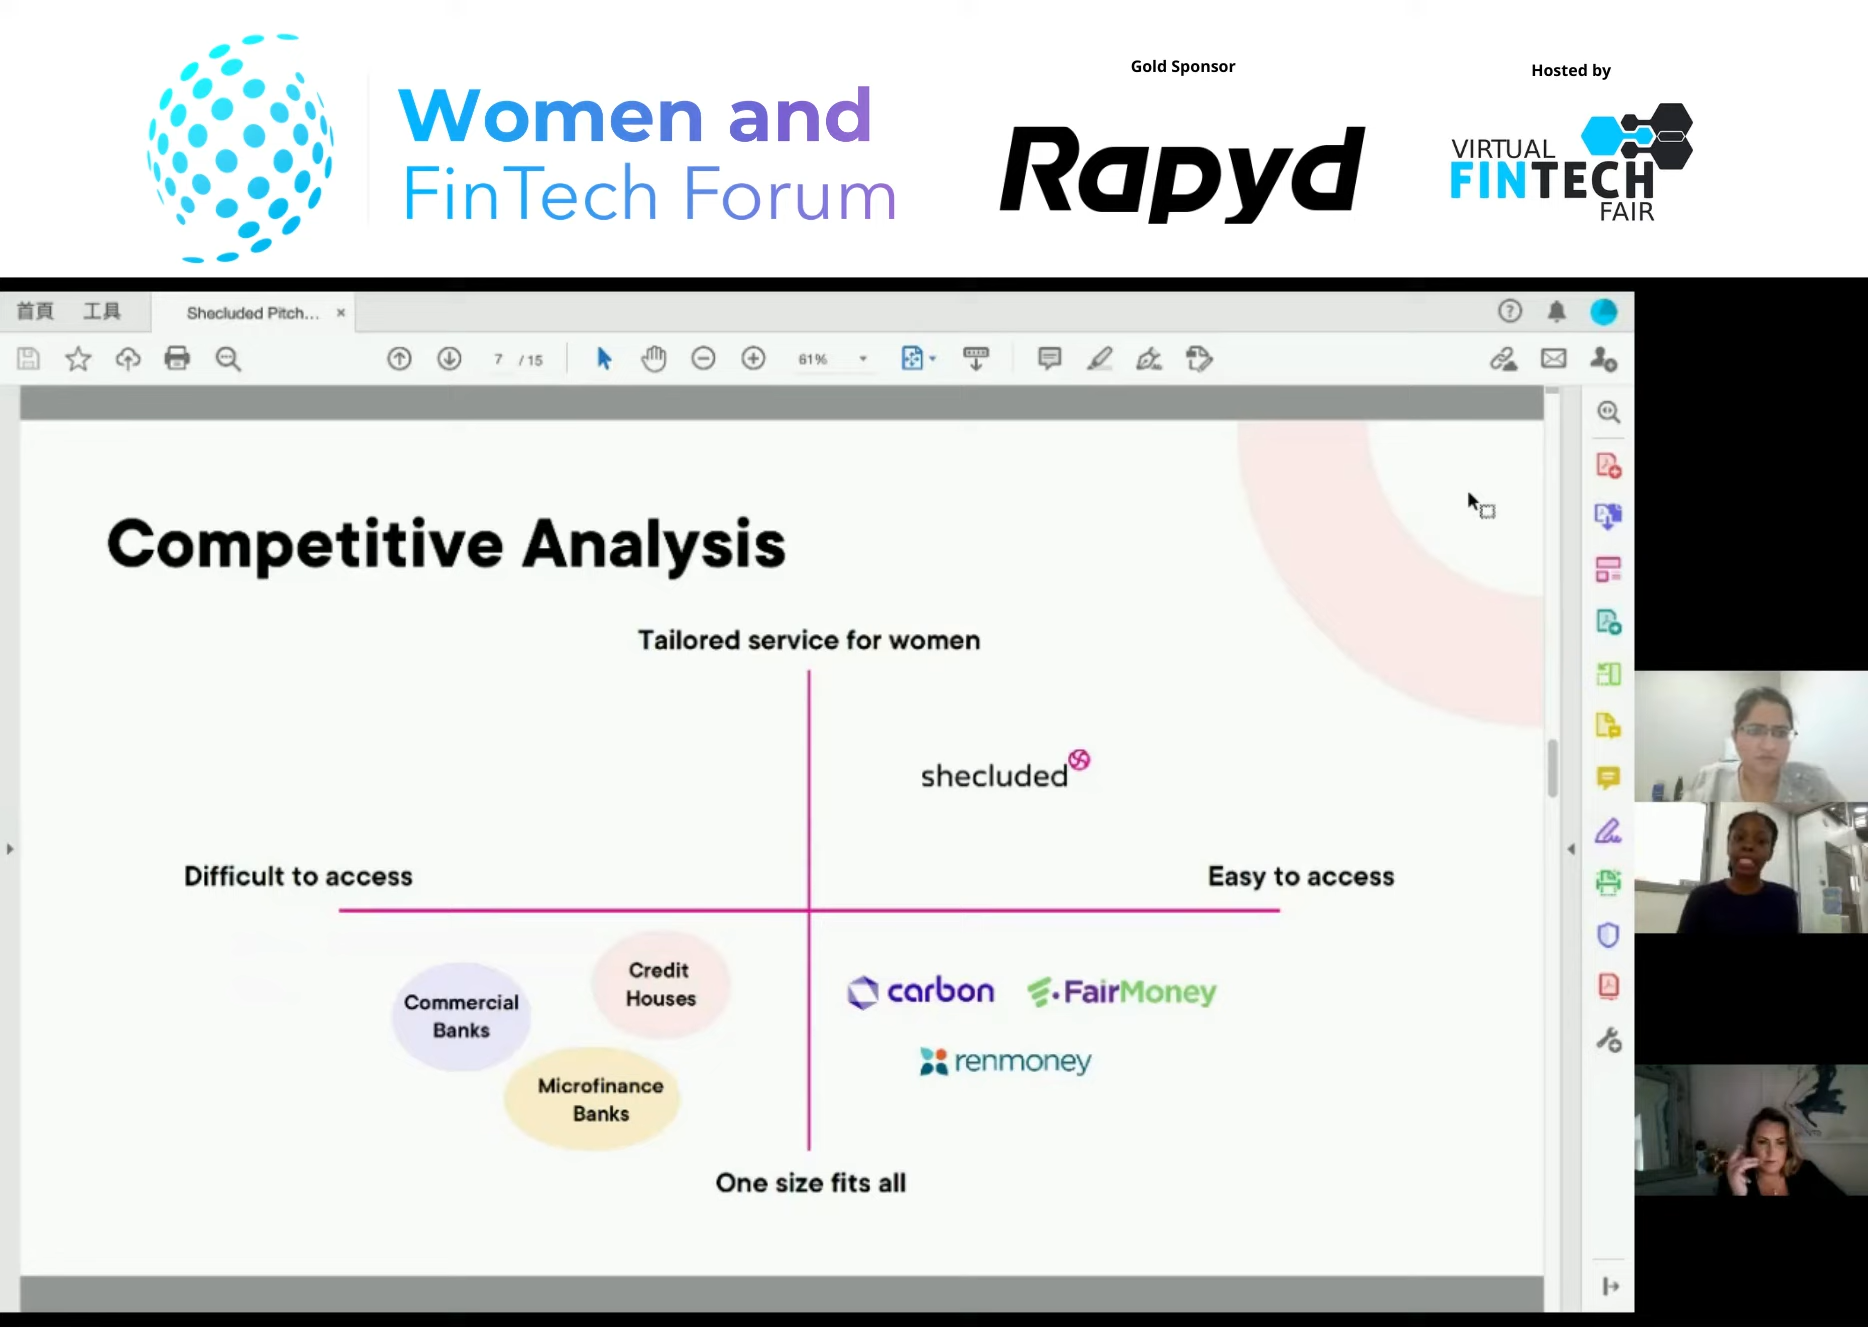 Women and
FinTech Forum
Gold Sponsor
Rapyd
Hosted by
VIRTUAL
FINTECH
FAIR
首頁
工具
Shecluded Pitch...
7
/ 15
61%
Competitive Analysis
Tailored service for women
shecluded
Difficult to access
Easy to access
Commercial
Banks
Credit
Houses
Microfinance
Banks
carbon
FairMoney
renmoney
One size fits all